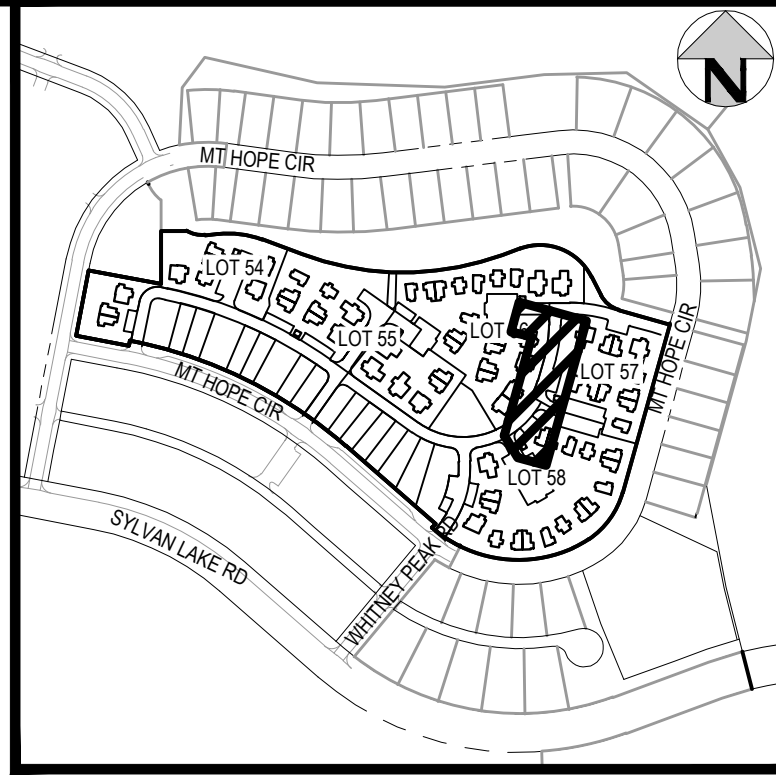 N
MT HOPE CIR
LOT 54
LOT
LOT 55
LOT 57
MT HOPE CIR
MT HOPE CIR
LOT 58
SYLVAN LAKE RD
WHITNEY PEAK RD